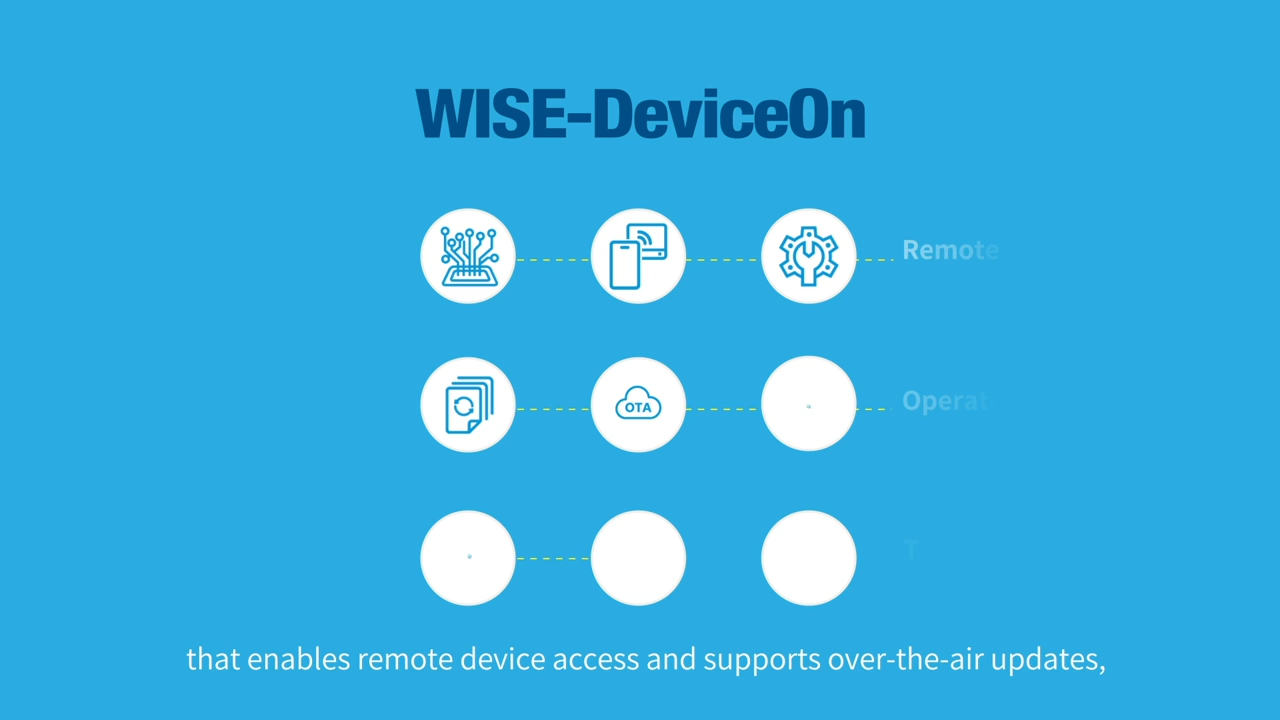 WISE-DeviceOn
Remote
OTA
Operat
T
that enables remote device access and supports over-the-air updates,